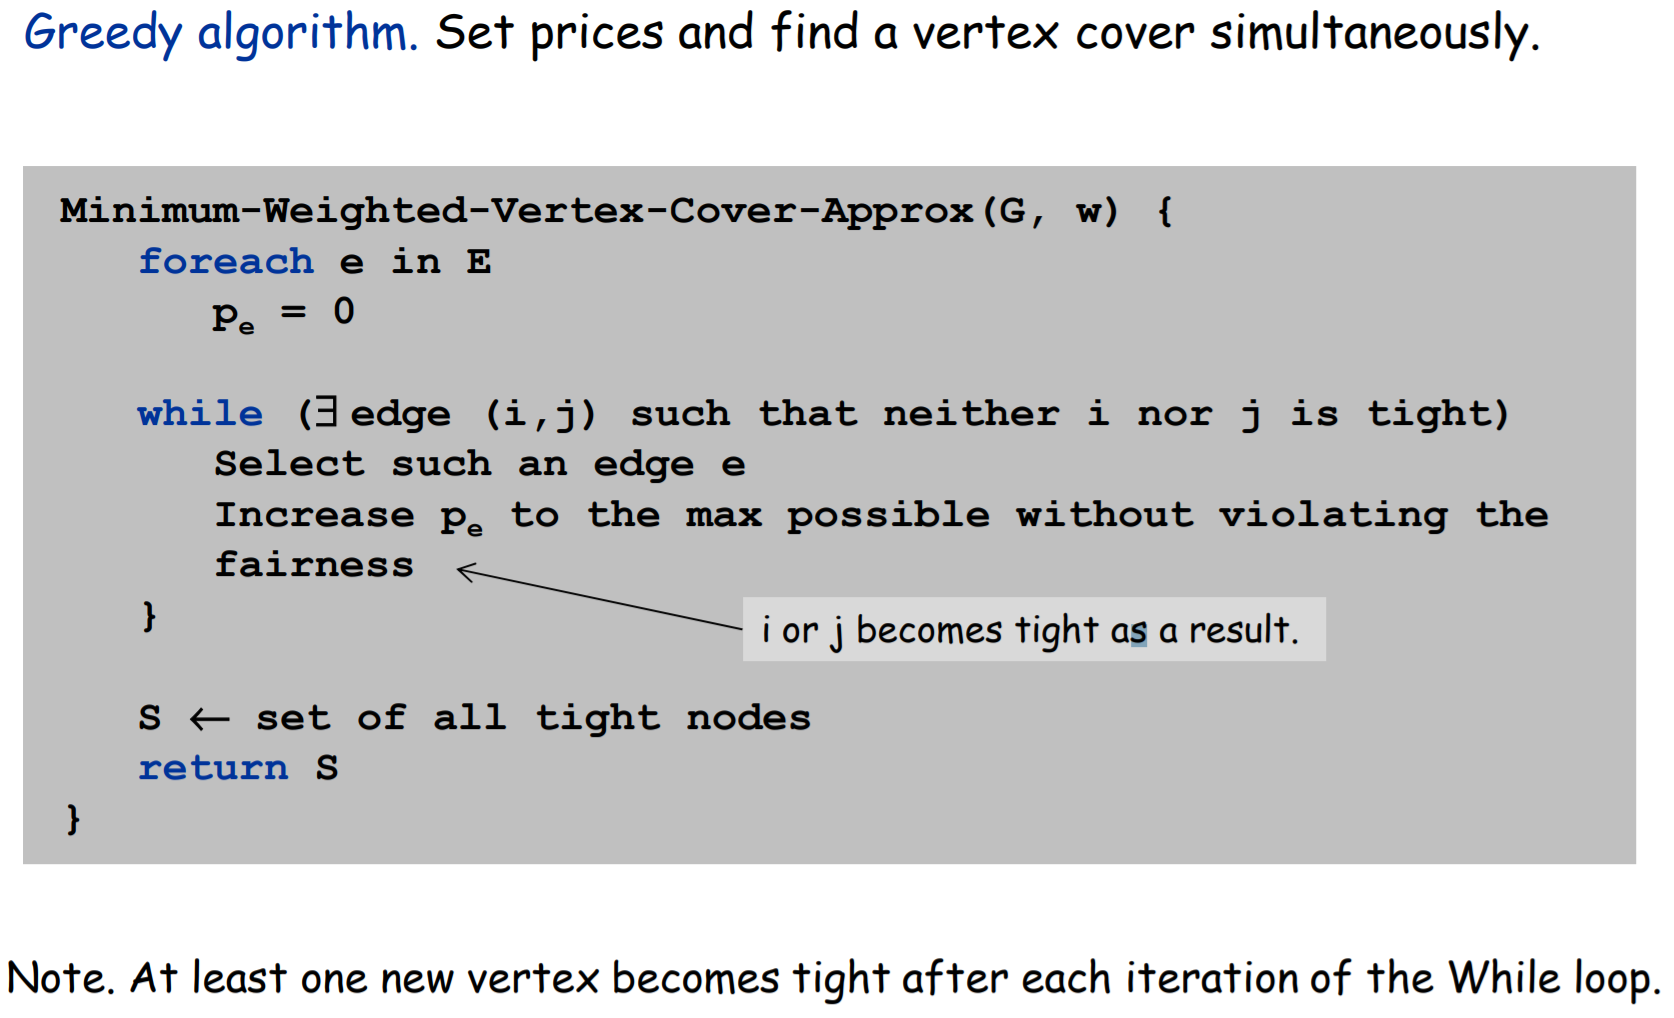 Greedy algorithm. Set prices and find a vertex cover simultaneously.
Minimum-Weighted-Vertex-Cover-Approx(G, w) {
foreach e in E
pe = 0
while (∃ edge (i,j) such that neither i nor j is tight)
Select such an edge e
Increase pe to the max possible without violating the
fairness
}
i or j becomes tight as a result.
S ← set of all tight nodes
return S
}
Note. At least one new vertex becomes tight after each iteration of the While loop.